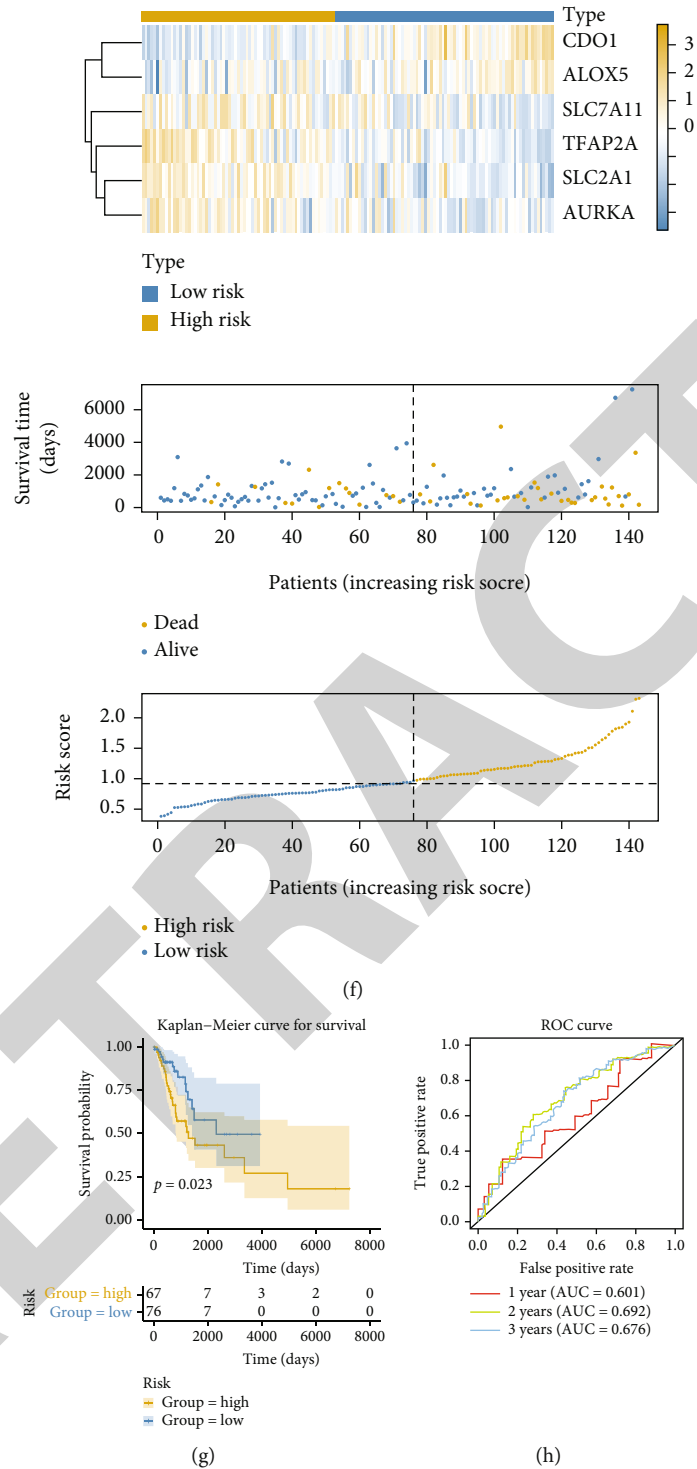 Type
CDO1
ALOX5
SLC7A11
TFAP2A
SLC2A1
AURKA
3
2
1
0
−1
−2
−3
Type
Low risk
High risk
Survival time
(days)
6000
4000
2000
0
0 20 40 60 80 100 120 140
Patients (increasing risk socre)
Dead
Alive
Risk score
2.0
1.5
1.0
0.5
0 20 40 60 80 100 120 140
Patients (increasing risk socre)
High risk
Low risk
(f)
Kaplan−Meier curve for survival
Survival probability
1.00
0.75
0.50
0.25
0.00
p = 0.023
0 2000 4000 6000 8000
Time (days)
Risk
Group = high 67 7 3 2 0
Group = low 76 7 0 0 0
0 2000 4000 6000 8000
Time (days)
Risk
Group = high
Group = low
(g)
ROC curve
True positive rate
1.0
0.8
0.6
0.4
0.2
0.0
0.0 0.2 0.4 0.6 0.8 1.0
False positive rate
1 year (AUC = 0.601)
2 years (AUC = 0.692)
3 years (AUC = 0.676)
(h)
ETRACT